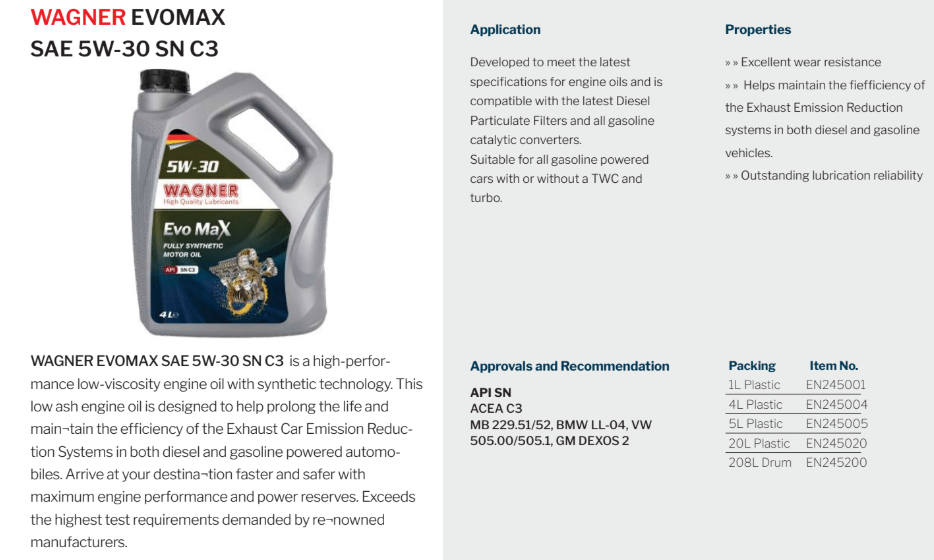 WAGNER EVOMAX
SAE 5W-30 SN C3
5W-30
WAGNER
High Quality Lubricants
Evo MaX
FULLY SYNTHETIC
MOTOR OIL
API SN C3
4 L℮
WAGNER EVOMAX SAE 5W-30 SN C3 is a high-perfor-
mance low-viscosity engine oil with synthetic technology. This
low ash engine oil is designed to help prolong the life and
main¬tain the efficiency of the Exhaust Car Emission Reduc-
tion Systems in both diesel and gasoline powered automo-
biles. Arrive at your destina¬tion faster and safer with
maximum engine performance and power reserves. Exceeds
the highest test requirements demanded by re¬nowned
manufacturers.
Application
Developed to meet the latest
specifications for engine oils and is
compatible with the latest Diesel
Particulate Filters and all gasoline
catalytic converters.
Suitable for all gasoline powered
cars with or without a TWC and
turbo.
Properties
» » Excellent wear resistance
» » Helps maintain the fiefficiency of
the Exhaust Emission Reduction
systems in both diesel and gasoline
vehicles.
» » Outstanding lubrication reliability
Approvals and Recommendation
API SN
ACEA C3
MB 229.51/52, BMW LL-04, VW
505.00/505.1, GM DEXOS 2
Packing Item No.
1L Plastic EN245001
4L Plastic EN245004
5L Plastic EN245005
20L Plastic EN245020
208L Drum EN245200